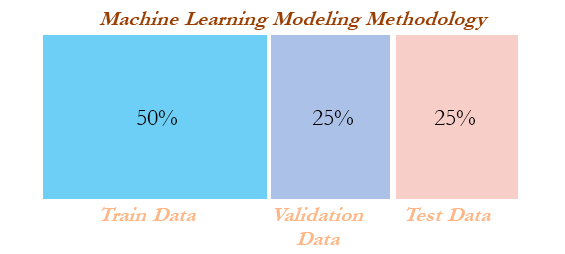 Machine Learning Modeling Methodology
50%
25%
25%
Train Data
Validation
Data
Test Data